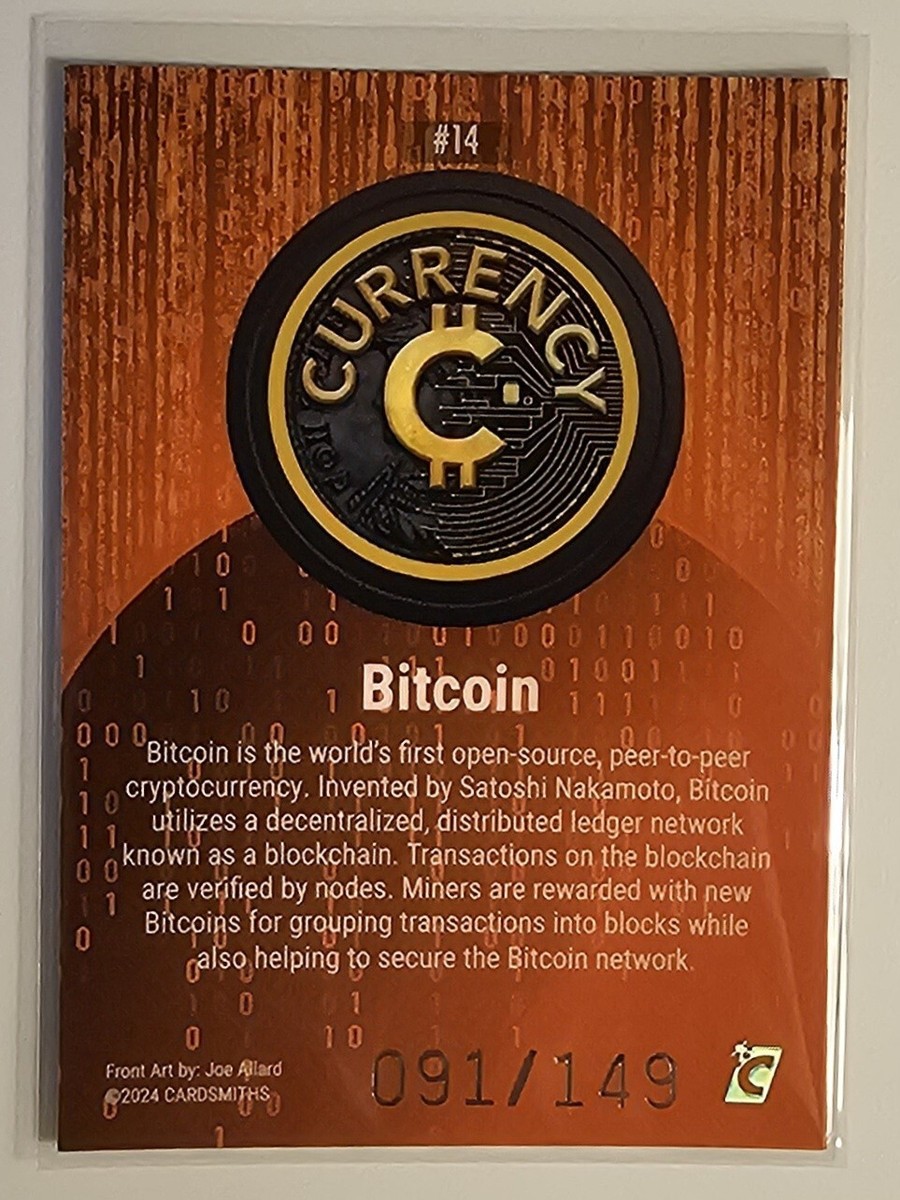 #14
CURRENCY
Bitcoin
Bitcoin is the world's first open-source, peer-to-peer
cryptocurrency. Invented by Satoshi Nakamoto, Bitcoin
utilizes a decentralized, distributed ledger network
known as a blockchain. Transactions on the blockchain
are verified by nodes. Miners are rewarded with new
Bitcoins for grouping transactions into blocks while
also helping to secure the Bitcoin network.
Front Art by: Joe Allard
©2024 CARDSMITHS
091/149
C